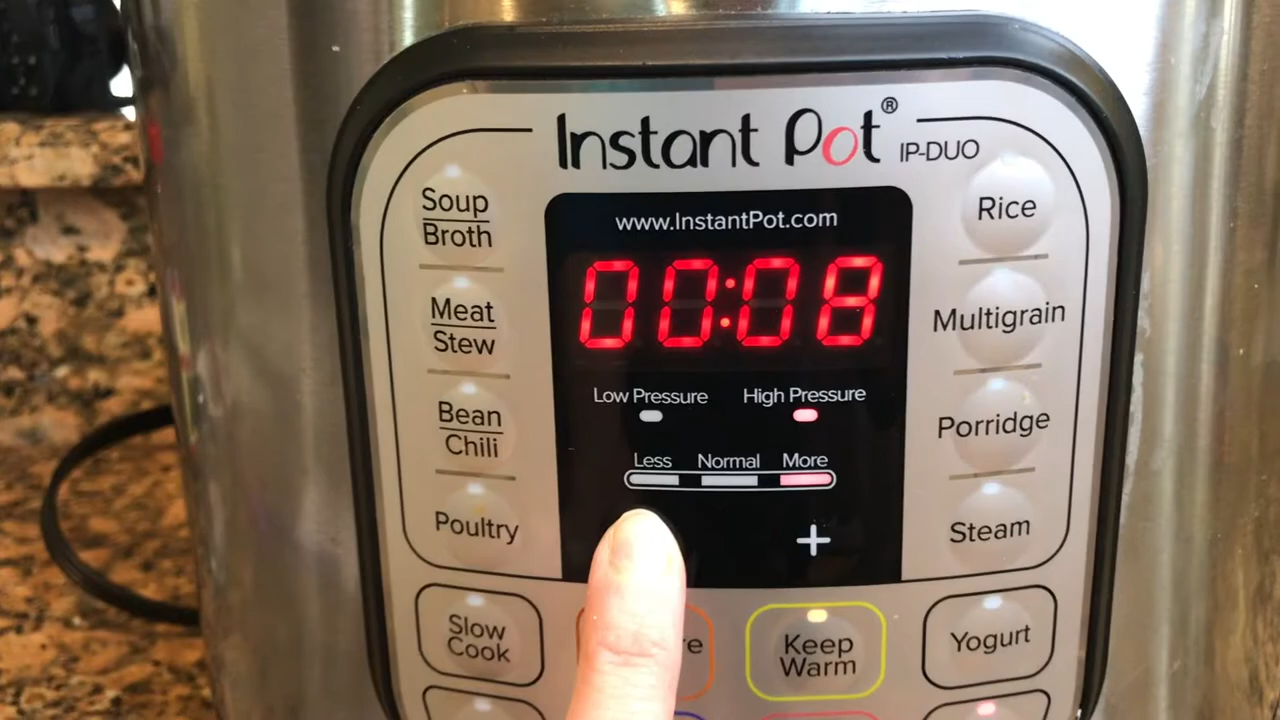 Instant Pot® IP-DUO
www.InstantPot.com
00:08
Low Pressure High Pressure
Less Normal More
+
Soup
Broth
Meat
Stew
Bean
Chili
Poultry
Rice
Multigrain
Porridge
Steam
Slow
Cook
re
Keep
Warm
Yogurt